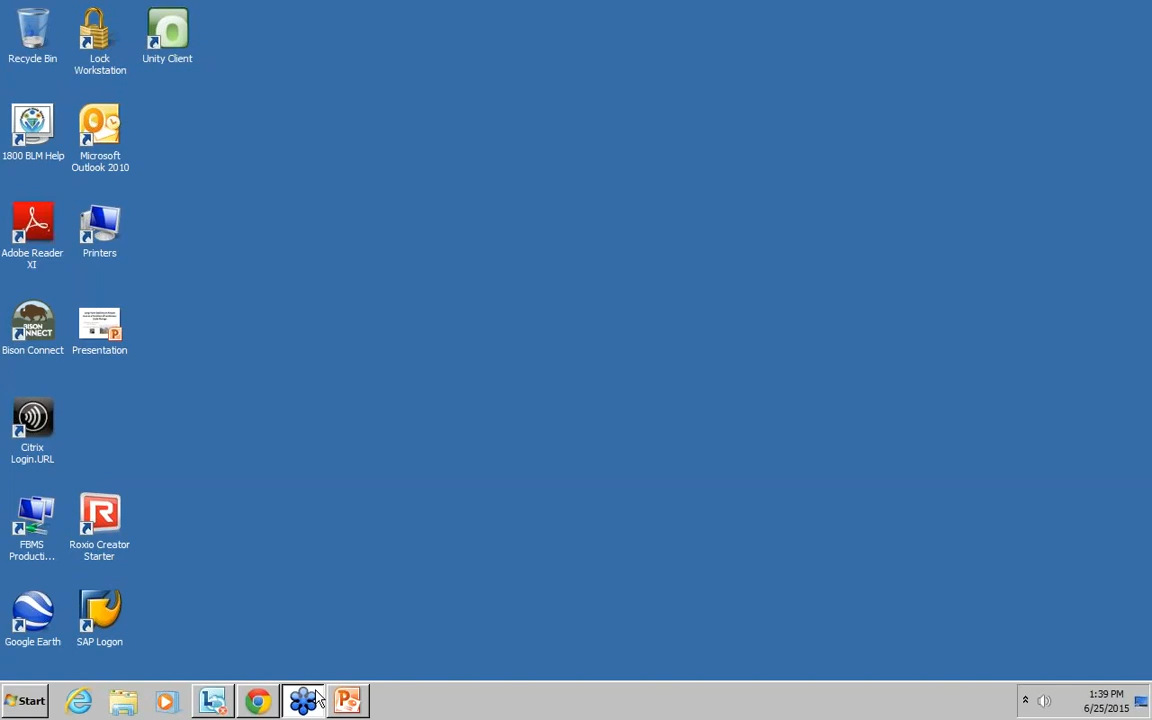 Recycle Bin
Lock
Workstation
Unity Client
1800 BLM Help
Microsoft
Outlook 2010
Adobe Reader
XI
Printers
BISON
CONNECT
Bison Connect
Presentation
Citrix
Login.URL
FBMS
Producti...
Roxio Creator
Starter
Google Earth
SAP Logon
Start
1:39 PM
6/25/2015